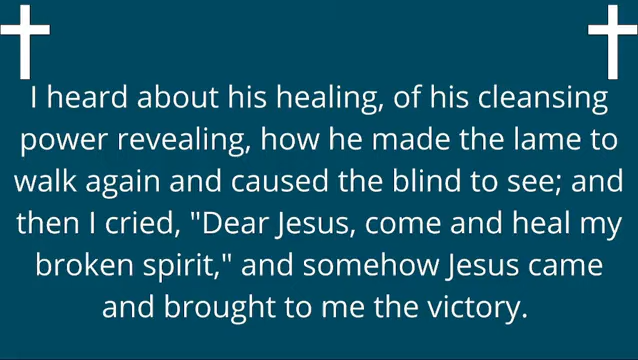 I heard about his healing, of his cleansing
power revealing, how he made the lame to
walk again and caused the blind to see; and
then I cried, "Dear Jesus, come and heal my
broken spirit," and somehow Jesus came
and brought to me the victory.